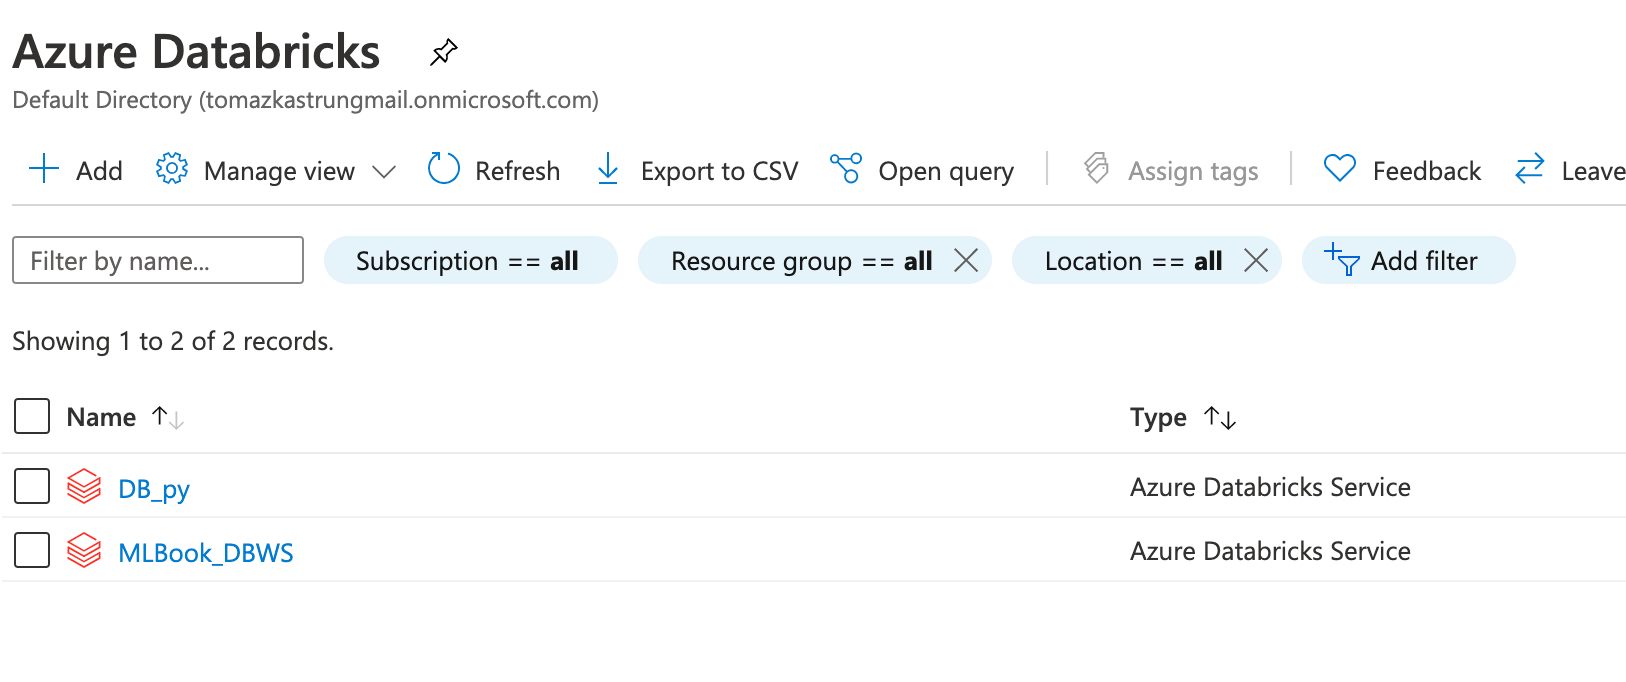 Azure Databricks
Default Directory (tomazkastrungmail.onmicrosoft.com)
Add Manage view Refresh Export to CSV Open query Assign tags Feedback Leave
Filter by name... Subscription == all Resource group == all Location == all Add filter
Showing 1 to 2 of 2 records.
Name Type
DB_py Azure Databricks Service
MLBook_DBWS Azure Databricks Service